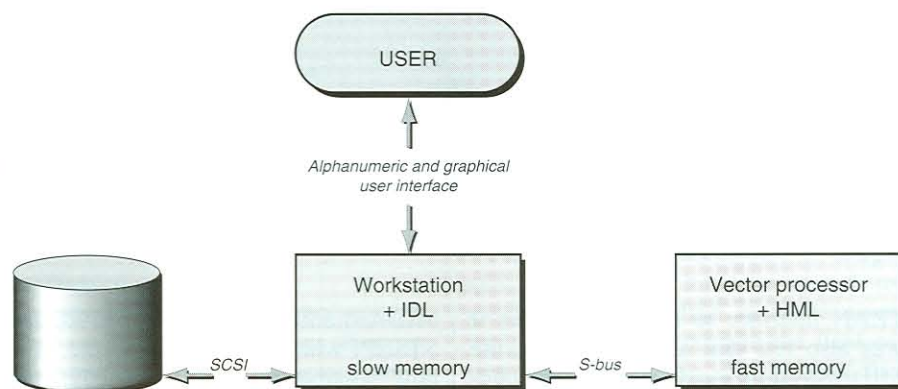 USER
Alphanumeric and graphical
user interface
Workstation
+ IDL
slow memory
Vector processor
+ HML
fast memory
SCSI
S-bus